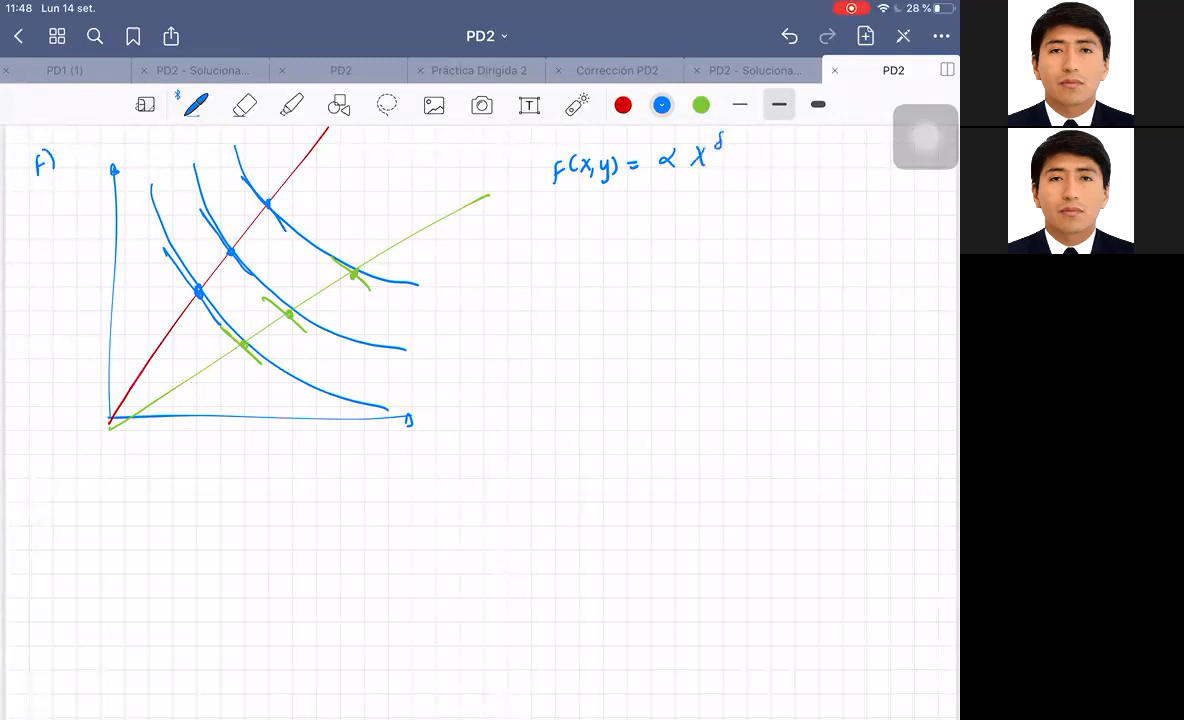 11:48 Lun 14 set. 28 %
PD2
PD1 (1) PD2 - Soluciona... PD2 Práctica Dirigida 2 Corrección PD2 PD2 - Soluciona... PD2
T
F) F(x,y) = α X^δ